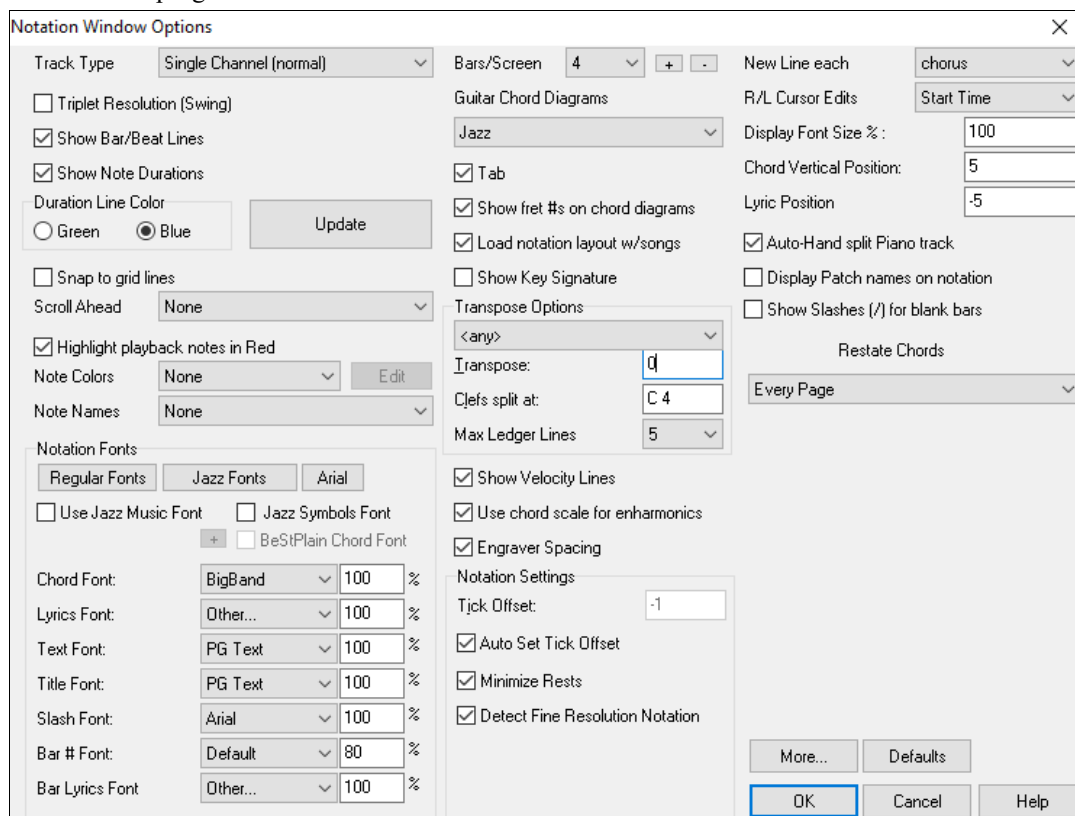 Notation Window Options
Track Type Single Channel (normal)
Triplet Resolution (Swing)
Show Bar/Beat Lines
Show Note Durations
Duration Line Color
Green Blue
Update
Snap to grid lines
Scroll Ahead None
Highlight playback notes in Red
Note Colors None Edit
Note Names None
Notation Fonts
Regular Fonts Jazz Fonts Arial
Use Jazz Music Font Jazz Symbols Font
+ BeStPlain Chord Font
Chord Font: BigBand 100 %
Lyrics Font: Other... 100 %
Text Font: PG Text 100 %
Title Font: PG Text 100 %
Slash Font: Arial 100 %
Bar # Font: Default 80 %
Bar Lyrics Font Other... 100 %
Bars/Screen 4 + -
Guitar Chord Diagrams
Jazz
Tab
Show fret #s on chord diagrams
Load notation layout w/songs
Show Key Signature
Transpose Options
<any>
Transpose: 0
Clefs split at: C 4
Max Ledger Lines 5
Show Velocity Lines
Use chord scale for enharmonics
Engraver Spacing
Notation Settings
Tick Offset: -1
Auto Set Tick Offset
Minimize Rests
Detect Fine Resolution Notation
New Line each chorus
R/L Cursor Edits Start Time
Display Font Size % : 100
Chord Vertical Position: 5
Lyric Position -5
Auto-Hand split Piano track
Display Patch names on notation
Show Slashes (/) for blank bars
Restate Chords
Every Page
More... Defaults
OK Cancel Help